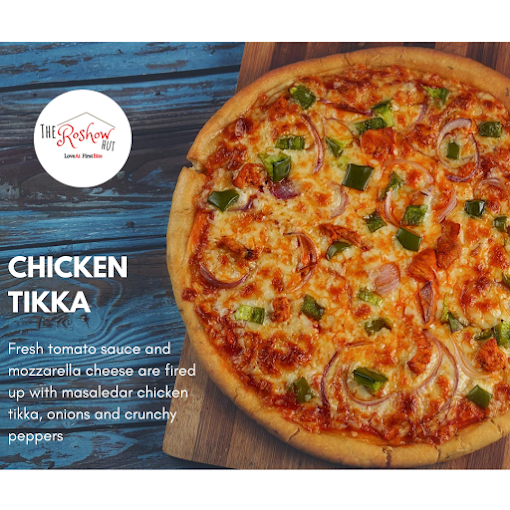 THE Roshow HUT
Love At First Bite
CHICKEN
TIKKA
Fresh tomato sauce and
mozzarella cheese are fired
up with masaledar chicken
tikka, onions and crunchy
peppers